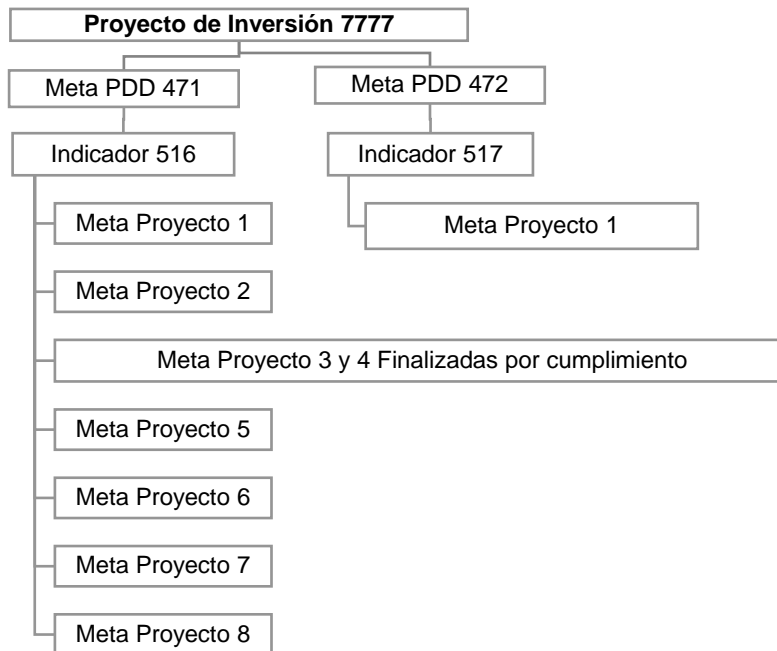 Proyecto de Inversión 7777
Meta PDD 471
Meta PDD 472
Indicador 516
Indicador 517
Meta Proyecto 1
Meta Proyecto 1
Meta Proyecto 2
Meta Proyecto 3 y 4 Finalizadas por cumplimiento
Meta Proyecto 5
Meta Proyecto 6
Meta Proyecto 7
Meta Proyecto 8